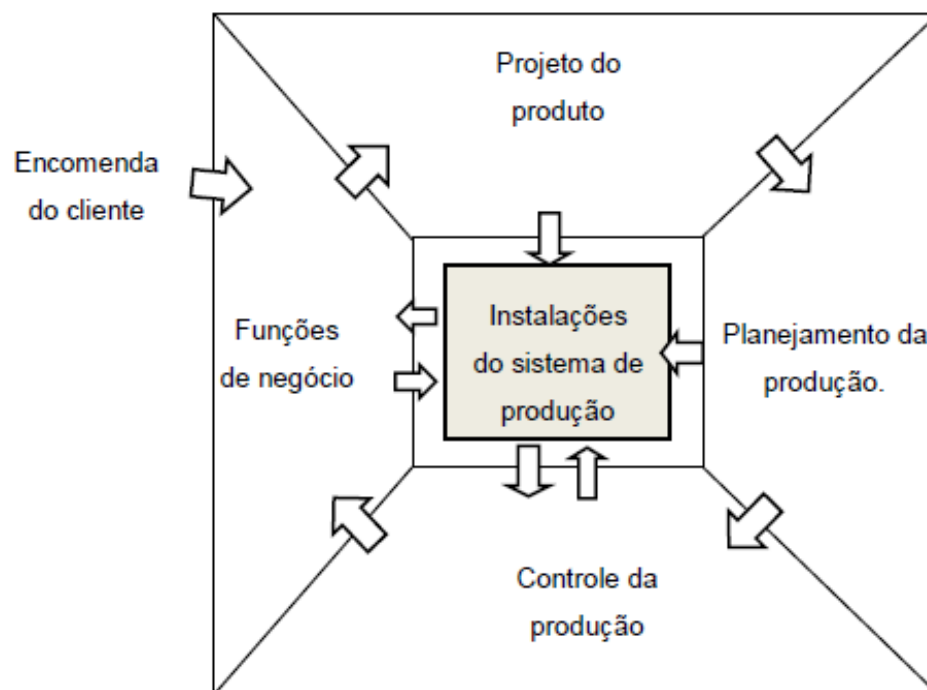 Projeto do
produto
Encomenda
do cliente
Funções
de negócio
Instalações
do sistema de
produção
Planejamento da
produção.
Controle da
produção